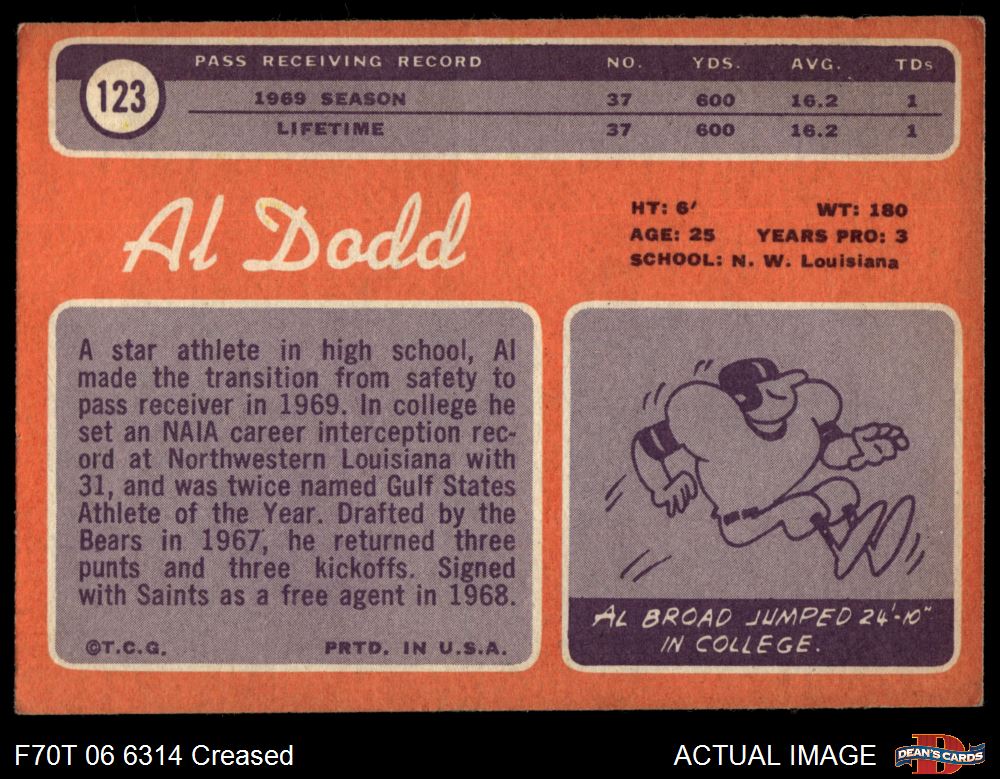 PASS RECEIVING RECORD NO. YDS. AVG. TDs
123
1969 SEASON 37 600 16.2 1
LIFETIME 37 600 16.2 1
Al Dodd
HT: 6' WT: 180
AGE: 25 YEARS PRO: 3
SCHOOL: N. W. Louisiana
A star athlete in high school, Al
made the transition from safety to
pass receiver in 1969. In college he
set an NAIA career interception rec-
ord at Northwestern Louisiana with
31, and was twice named Gulf States
Athlete of the Year. Drafted by the
Bears in 1967, he returned three
punts and three kickoffs. Signed
with Saints as a free agent in 1968.
©T.C.G. PRTD. IN U.S.A.
AL BROAD JUMPED 24'-10"
IN COLLEGE.
F70T 06 6314 Creased
ACTUAL IMAGE
DEAN'S CARDS